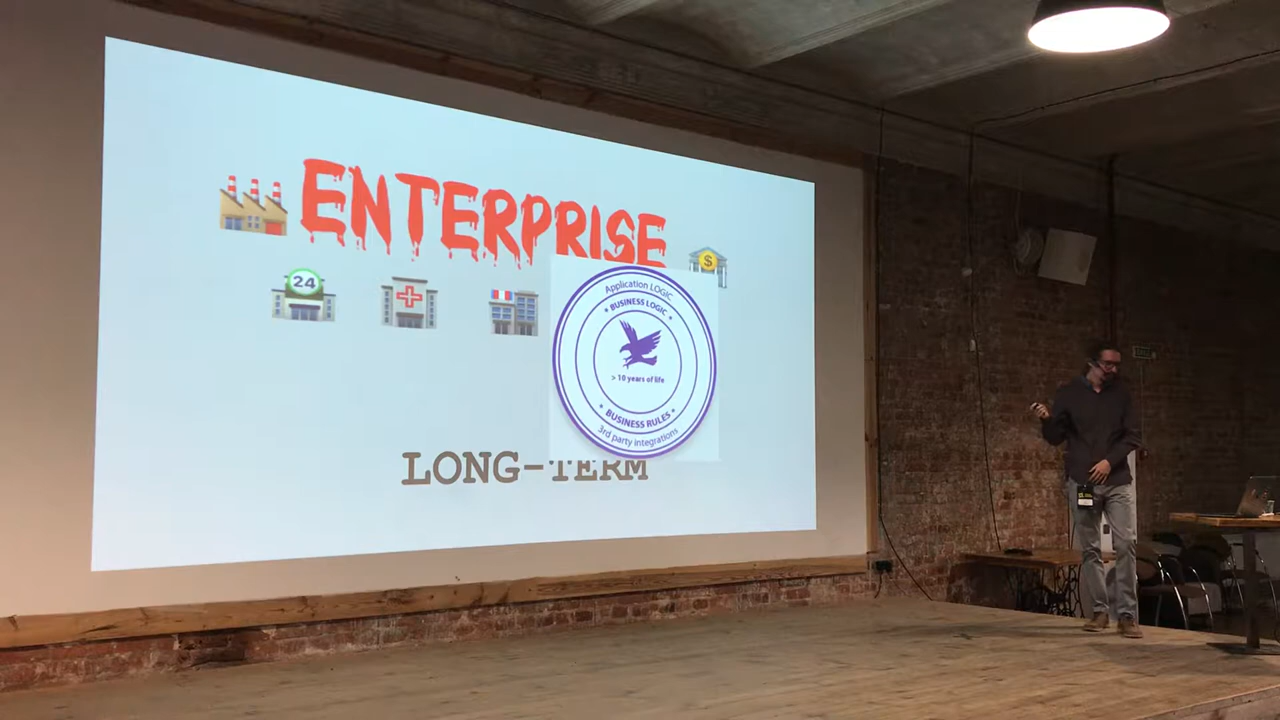 ENTERPRISE
24
$
Application LOGIC
• BUSINESS LOGIC •
> 10 years of life
• BUSINESS RULES •
3rd party integrations
LONG-TERM